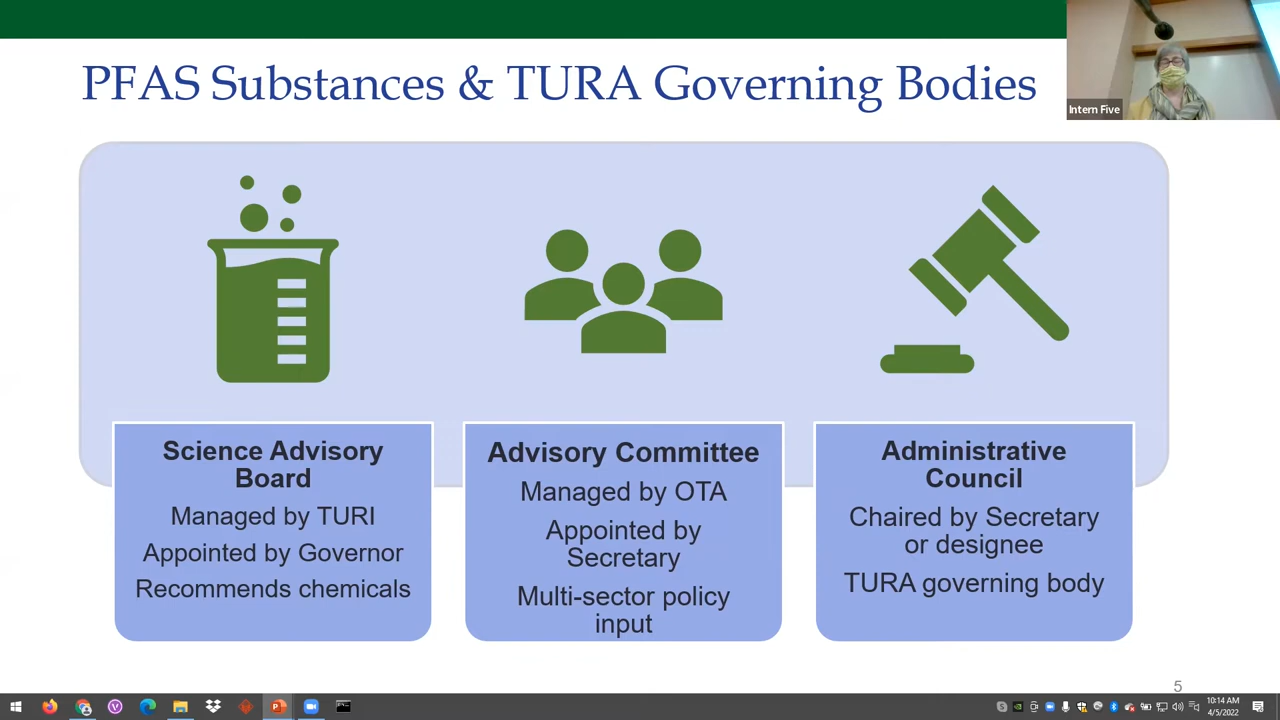 PFAS Substances & TURA Governing Bodies
Intern Five
Science Advisory
Board
Managed by TURI
Appointed by Governor
Recommends chemicals
Advisory Committee
Managed by OTA
Appointed by
Secretary
Multi-sector policy
input
Administrative
Council
Chaired by Secretary
or designee
TURA governing body
5
10:14 AM
4/5/2022